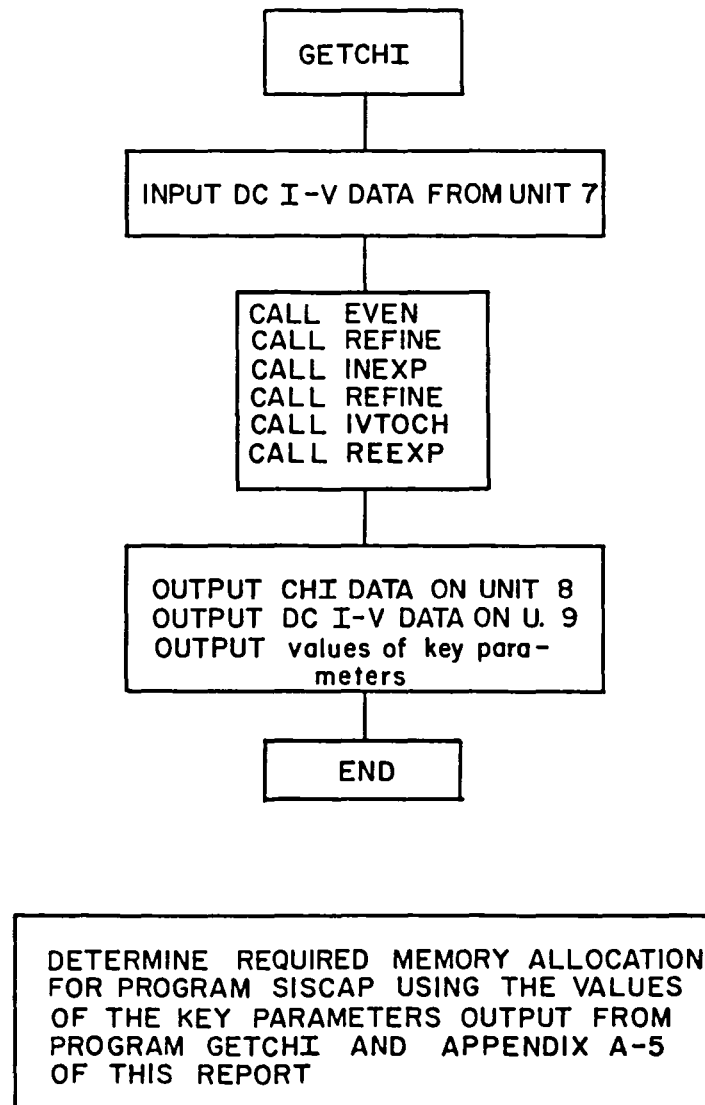 GETCHI
INPUT DC I-V DATA FROM UNIT 7
CALL EVEN
CALL REFINE
CALL INEXP
CALL REFINE
CALL IVTOCH
CALL REEXP
OUTPUT CHI DATA ON UNIT 8
OUTPUT DC I-V DATA ON U. 9
OUTPUT values of key para-
meters
END
DETERMINE REQUIRED MEMORY ALLOCATION
FOR PROGRAM SISCAP USING THE VALUES
OF THE KEY PARAMETERS OUTPUT FROM
PROGRAM GETCHI AND APPENDIX A-5
OF THIS REPORT